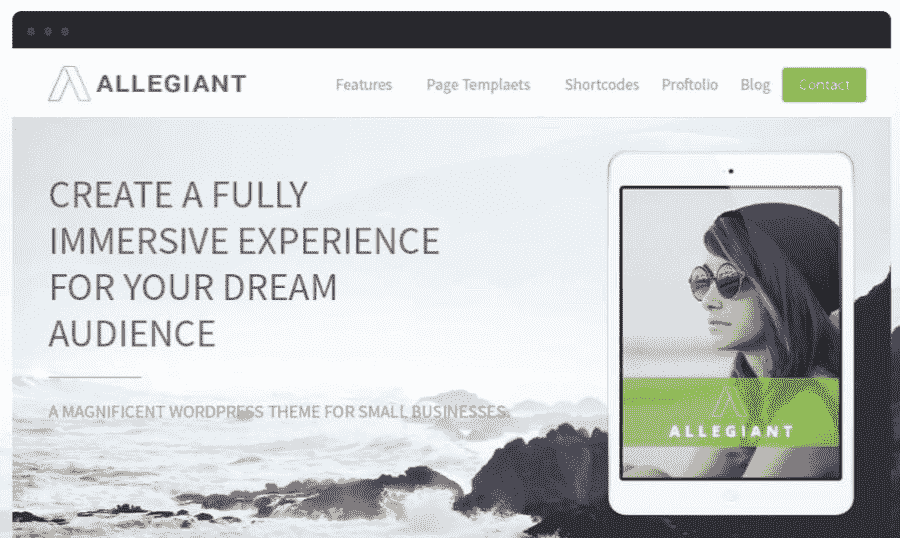 ALLEGIANT
Features Page Templaets Shortcodes Proftolio Blog Contact
CREATE A FULLY
IMMERSIVE EXPERIENCE
FOR YOUR DREAM
AUDIENCE
A MAGNIFICENT WORDPRESS THEME FOR SMALL BUSINESSES.
ALLEGIANT